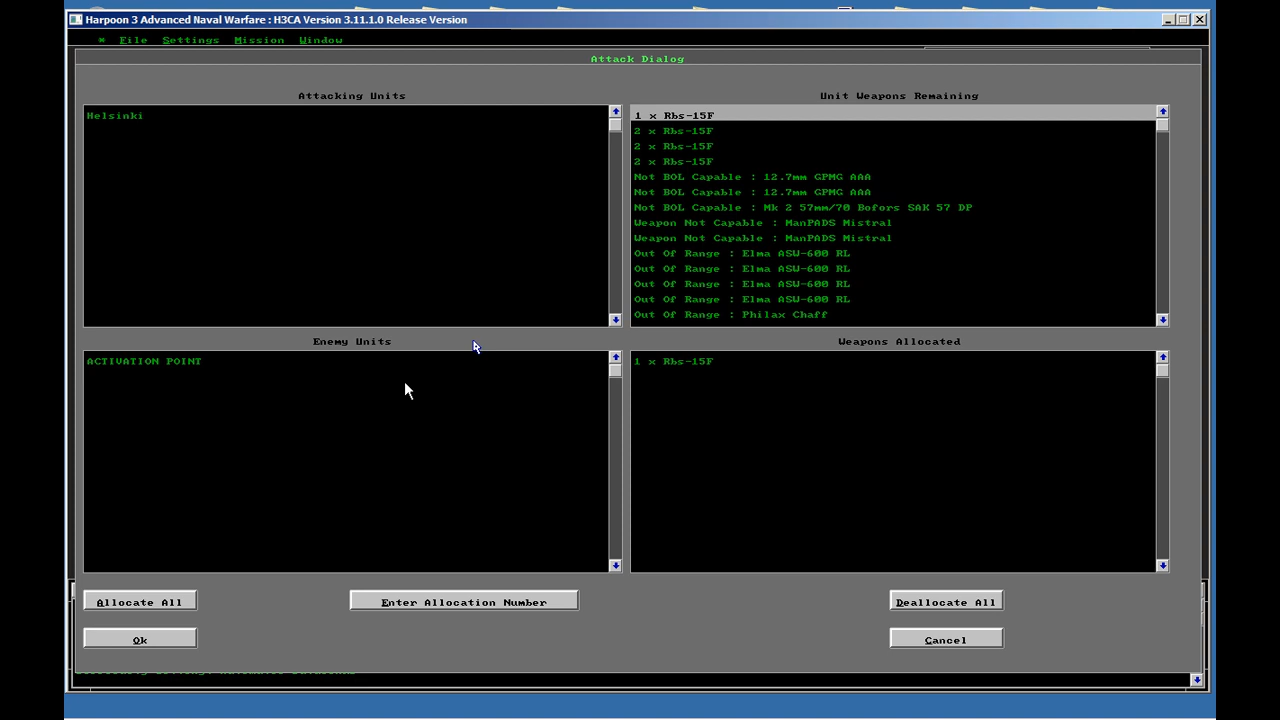 Harpoon 3 Advanced Naval Warfare : H3CA Version 3.11.1.0 Release Version
* File Settings Mission Window
Attack Dialog
Attacking Units
Helsinki
Unit Weapons Remaining
1 x Rbs-15F
2 x Rbs-15F
2 x Rbs-15F
2 x Rbs-15F
Not BOL Capable : 12.7mm GPMG AAA
Not BOL Capable : 12.7mm GPMG AAA
Not BOL Capable : Mk 2 57mm/70 Bofors SAK 57 DP
Weapon Not Capable : ManPADS Mistral
Weapon Not Capable : ManPADS Mistral
Out Of Range : Elma ASW-600 RL
Out Of Range : Elma ASW-600 RL
Out Of Range : Elma ASW-600 RL
Out Of Range : Elma ASW-600 RL
Out Of Range : Philax Chaff
Enemy Units
ACTIVATION POINT
Weapons Allocated
1 x Rbs-15F
Allocate All
Enter Allocation Number
Deallocate All
Ok
Cancel